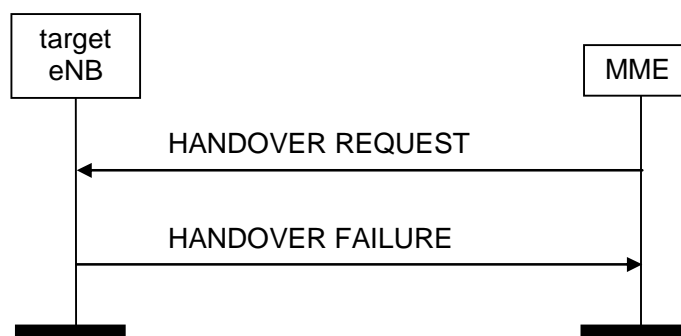 target
eNB
MME
HANDOVER REQUEST
HANDOVER FAILURE